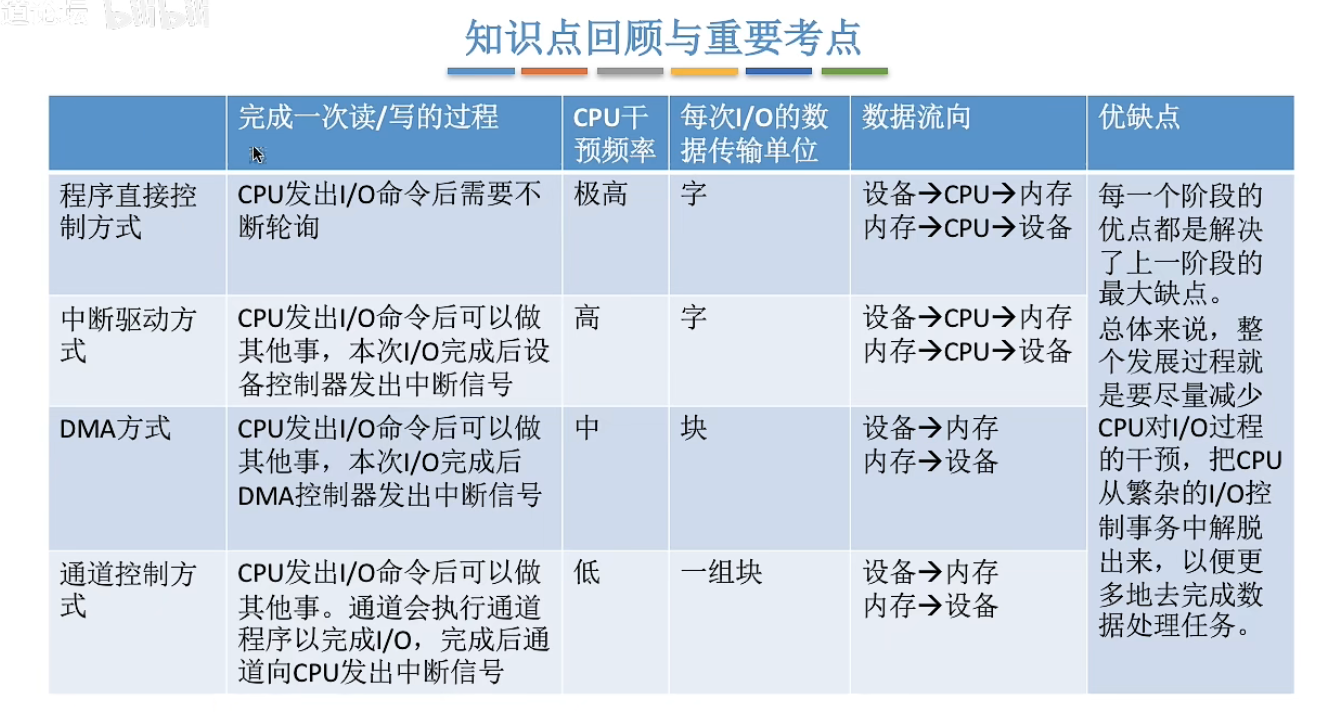 道论坛 bilibili
知识点回顾与重要考点
完成一次读/写的过程
CPU干
预频率
每次I/O的数
据传输单位
数据流向
优缺点
程序直接控
制方式
CPU发出I/O命令后需要不
断轮询
极高
字
设备→CPU→内存
内存→CPU→设备
中断驱动方
式
CPU发出I/O命令后可以做
其他事，本次I/O完成后设
备控制器发出中断信号
高
字
设备→CPU→内存
内存→CPU→设备
DMA方式
CPU发出I/O命令后可以做
其他事，本次I/O完成后
DMA控制器发出中断信号
中
块
设备→内存
内存→设备
通道控制方
式
CPU发出I/O命令后可以做
其他事。通道会执行通道
程序以完成I/O，完成后通
道向CPU发出中断信号
低
一组块
设备→内存
内存→设备
每一个阶段的
优点都是解决
了上一阶段的
最大缺点。
总体来说，整
个发展过程就
是要尽量减少
CPU对I/O过程
的干预，把CPU
从繁杂的I/O控
制事务中解脱
出来，以便更
多地去完成数
据处理任务。